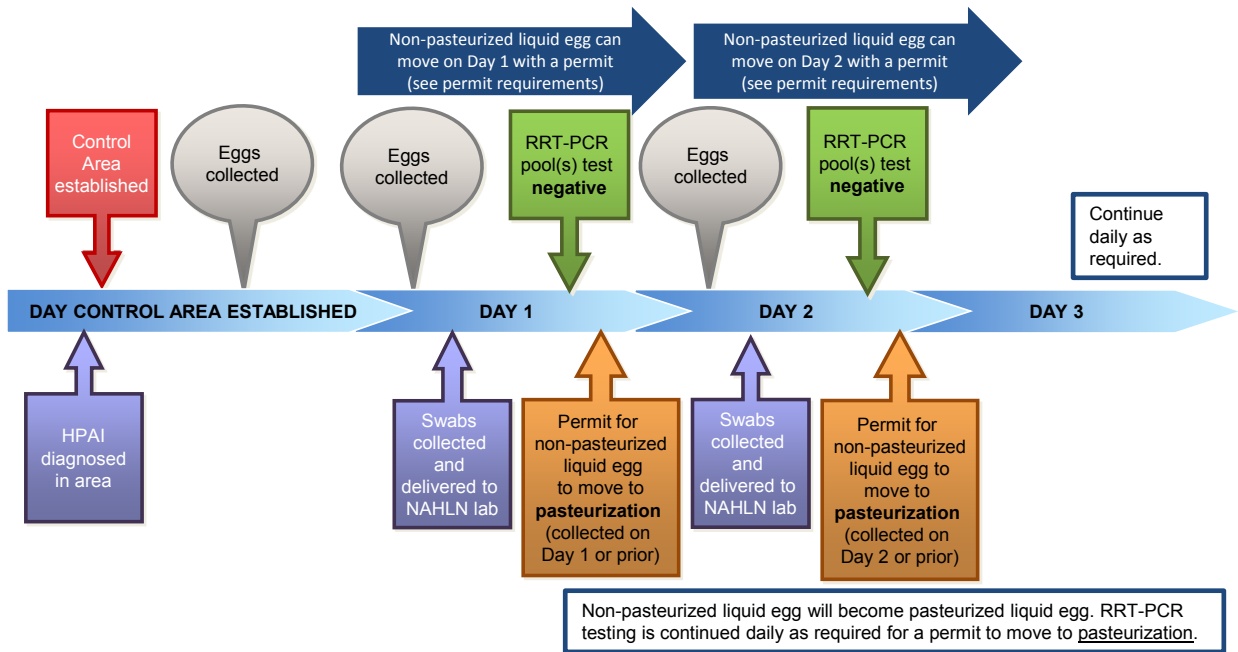 Non-pasteurized liquid egg can
move on Day 1 with a permit
(see permit requirements)
Non-pasteurized liquid egg can
move on Day 2 with a permit
(see permit requirements)
Control
Area
established
Eggs
collected
Eggs
collected
RRT-PCR
pool(s) test
negative
Eggs
collected
RRT-PCR
pool(s) test
negative
Continue
daily as
required.
DAY CONTROL AREA ESTABLISHED
DAY 1
DAY 2
DAY 3
HPAI
diagnosed
in area
Swabs
collected
and
delivered to
NAHLN lab
Permit for
non-pasteurized
liquid egg
to move to
pasteurization
(collected on
Day 1 or prior)
Swabs
collected
and
delivered to
NAHLN lab
Permit for
non-pasteurized
liquid egg to
move to
pasteurization
(collected on
Day 2 or prior)
Non-pasteurized liquid egg will become pasteurized liquid egg. RRT-PCR
testing is continued daily as required for a permit to move to pasteurization.